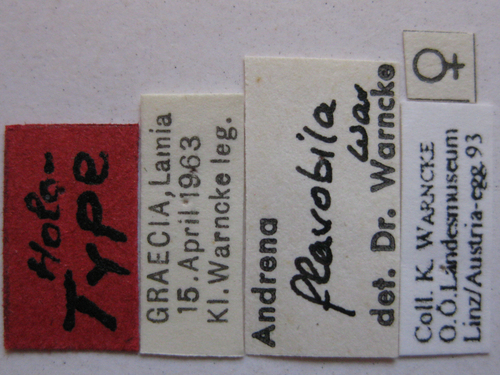 Holo-
Type
GRAECIA, Lamia
15. April 1963
Kl. Warncke leg.
Andrena
flavobila
War
det. Dr. Warncke
♀
Coll. K. WARNCKE
O.Ö. Landesmuseum
Linz/Austria-egg. 93